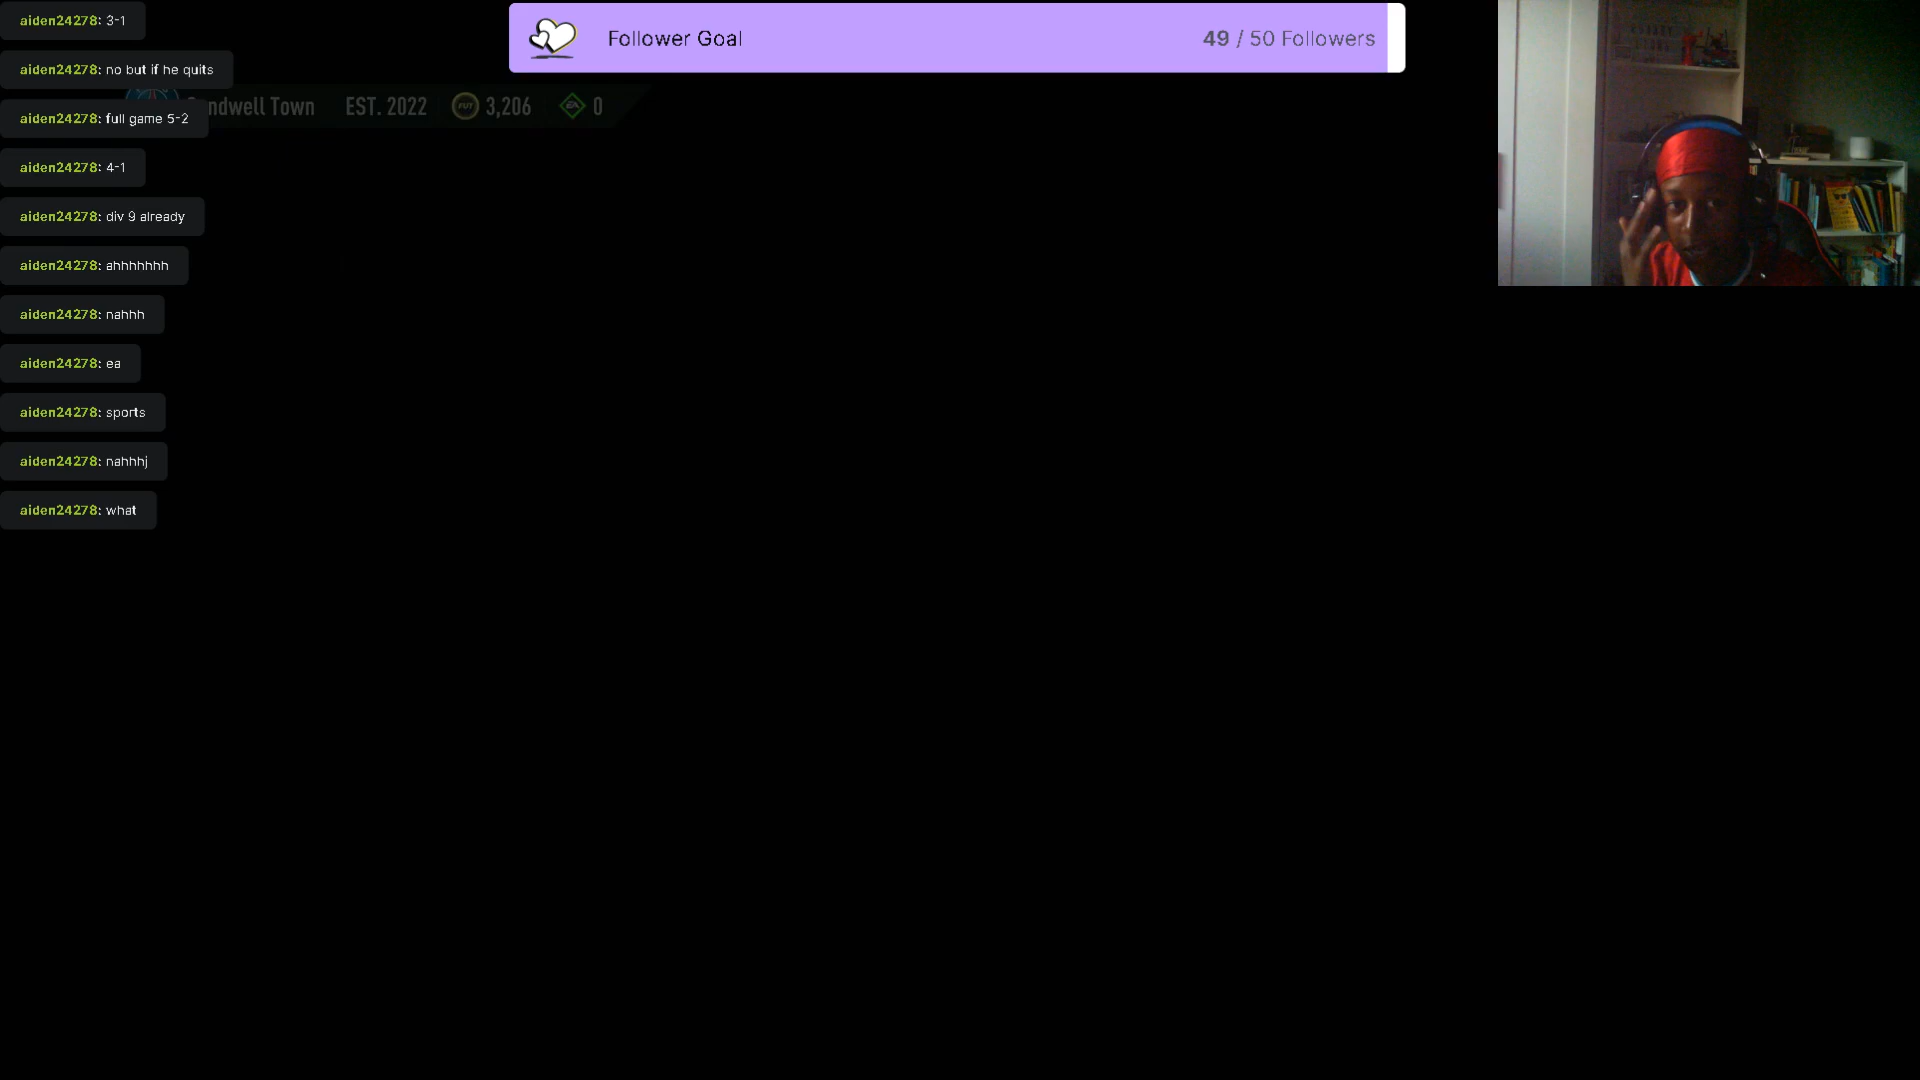 aiden24278: 3-1
Follower Goal
49 / 50 Followers
aiden24278: no but if he quits
ndwell Town EST. 2022 FUT 3,206 EA 0
aiden24278: full game 5-2
aiden24278: 4-1
aiden24278: div 9 already
aiden24278: ahhhhhhh
aiden24278: nahhh
aiden24278: ea
aiden24278: sports
aiden24278: nahhhj
aiden24278: what